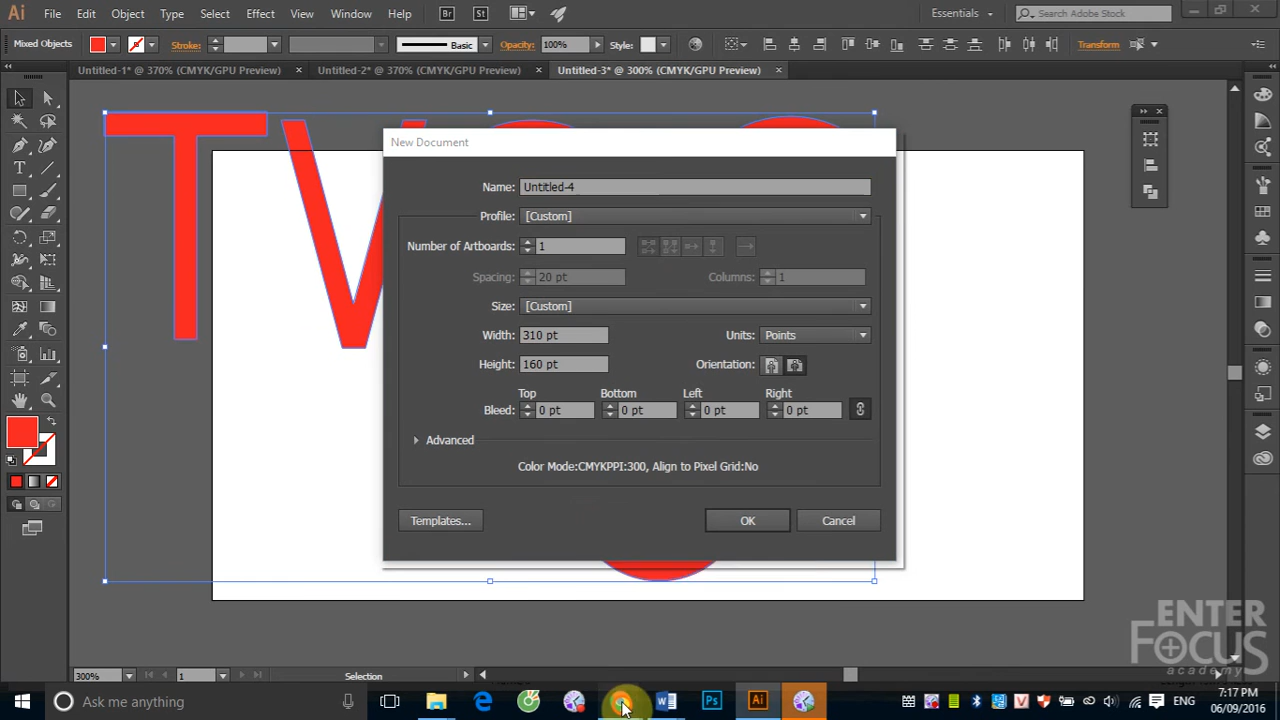 Ai File Edit Object Type Select Effect View Window Help Br St Essentials Search Adobe Stock
Mixed Objects Stroke: Basic Opacity: 100% Style: Transform
Untitled-1* @ 370% (CMYK/GPU Preview) × Untitled-2* @ 370% (CMYK/GPU Preview) × Untitled-3* @ 300% (CMYK/GPU Preview) ×
New Document
Name: Untitled-4
Profile: [Custom]
Number of Artboards: 1
Spacing: 20 pt Columns: 1
Size: [Custom]
Width: 310 pt Units: Points
Height: 160 pt Orientation:
Top Bottom Left Right
Bleed: 0 pt 0 pt 0 pt 0 pt
Advanced
Color Mode:CMYKPPI:300, Align to Pixel Grid:No
Templates... OK Cancel
ENTER
FOCUS
academy
300% 1 Selection
Ask me anything W Ps Ai ENG 7:17 PM
06/09/2016